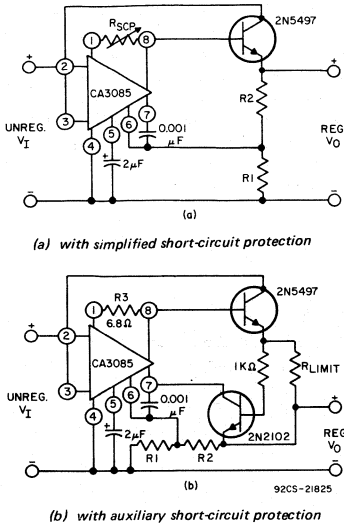 RSCP
2N5497
1
8
2
CA3085
3
7
6
5
4
0.001
μF
2μF
R2
R1
UNREG.
VI
REG
VO
+
+
+
−
−
(a)
(a) with simplified short-circuit protection
R3
6.8Ω
2N5497
1
8
2
CA3085
3
7
6
5
4
0.001
μF
2μF
1KΩ
RLIMIT
2N2102
R1
R2
UNREG.
VI
REG
VO
+
+
+
−
−
(b)
92CS-21825
(b) with auxiliary short-circuit protection